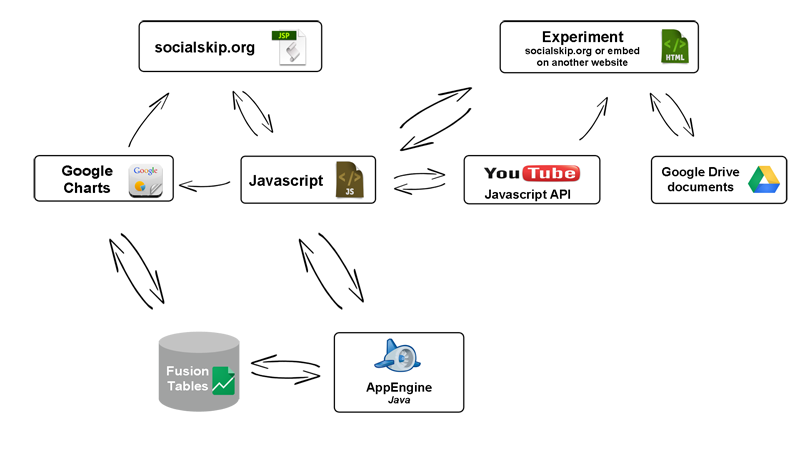 socialskip.org
JSP
Experiment
socialskip.org or embed
on another website
HTML
Google
Charts
Google
Javascript
JS
YouTube
Javascript API
Google Drive
documents
Fusion
Tables
AppEngine
Java